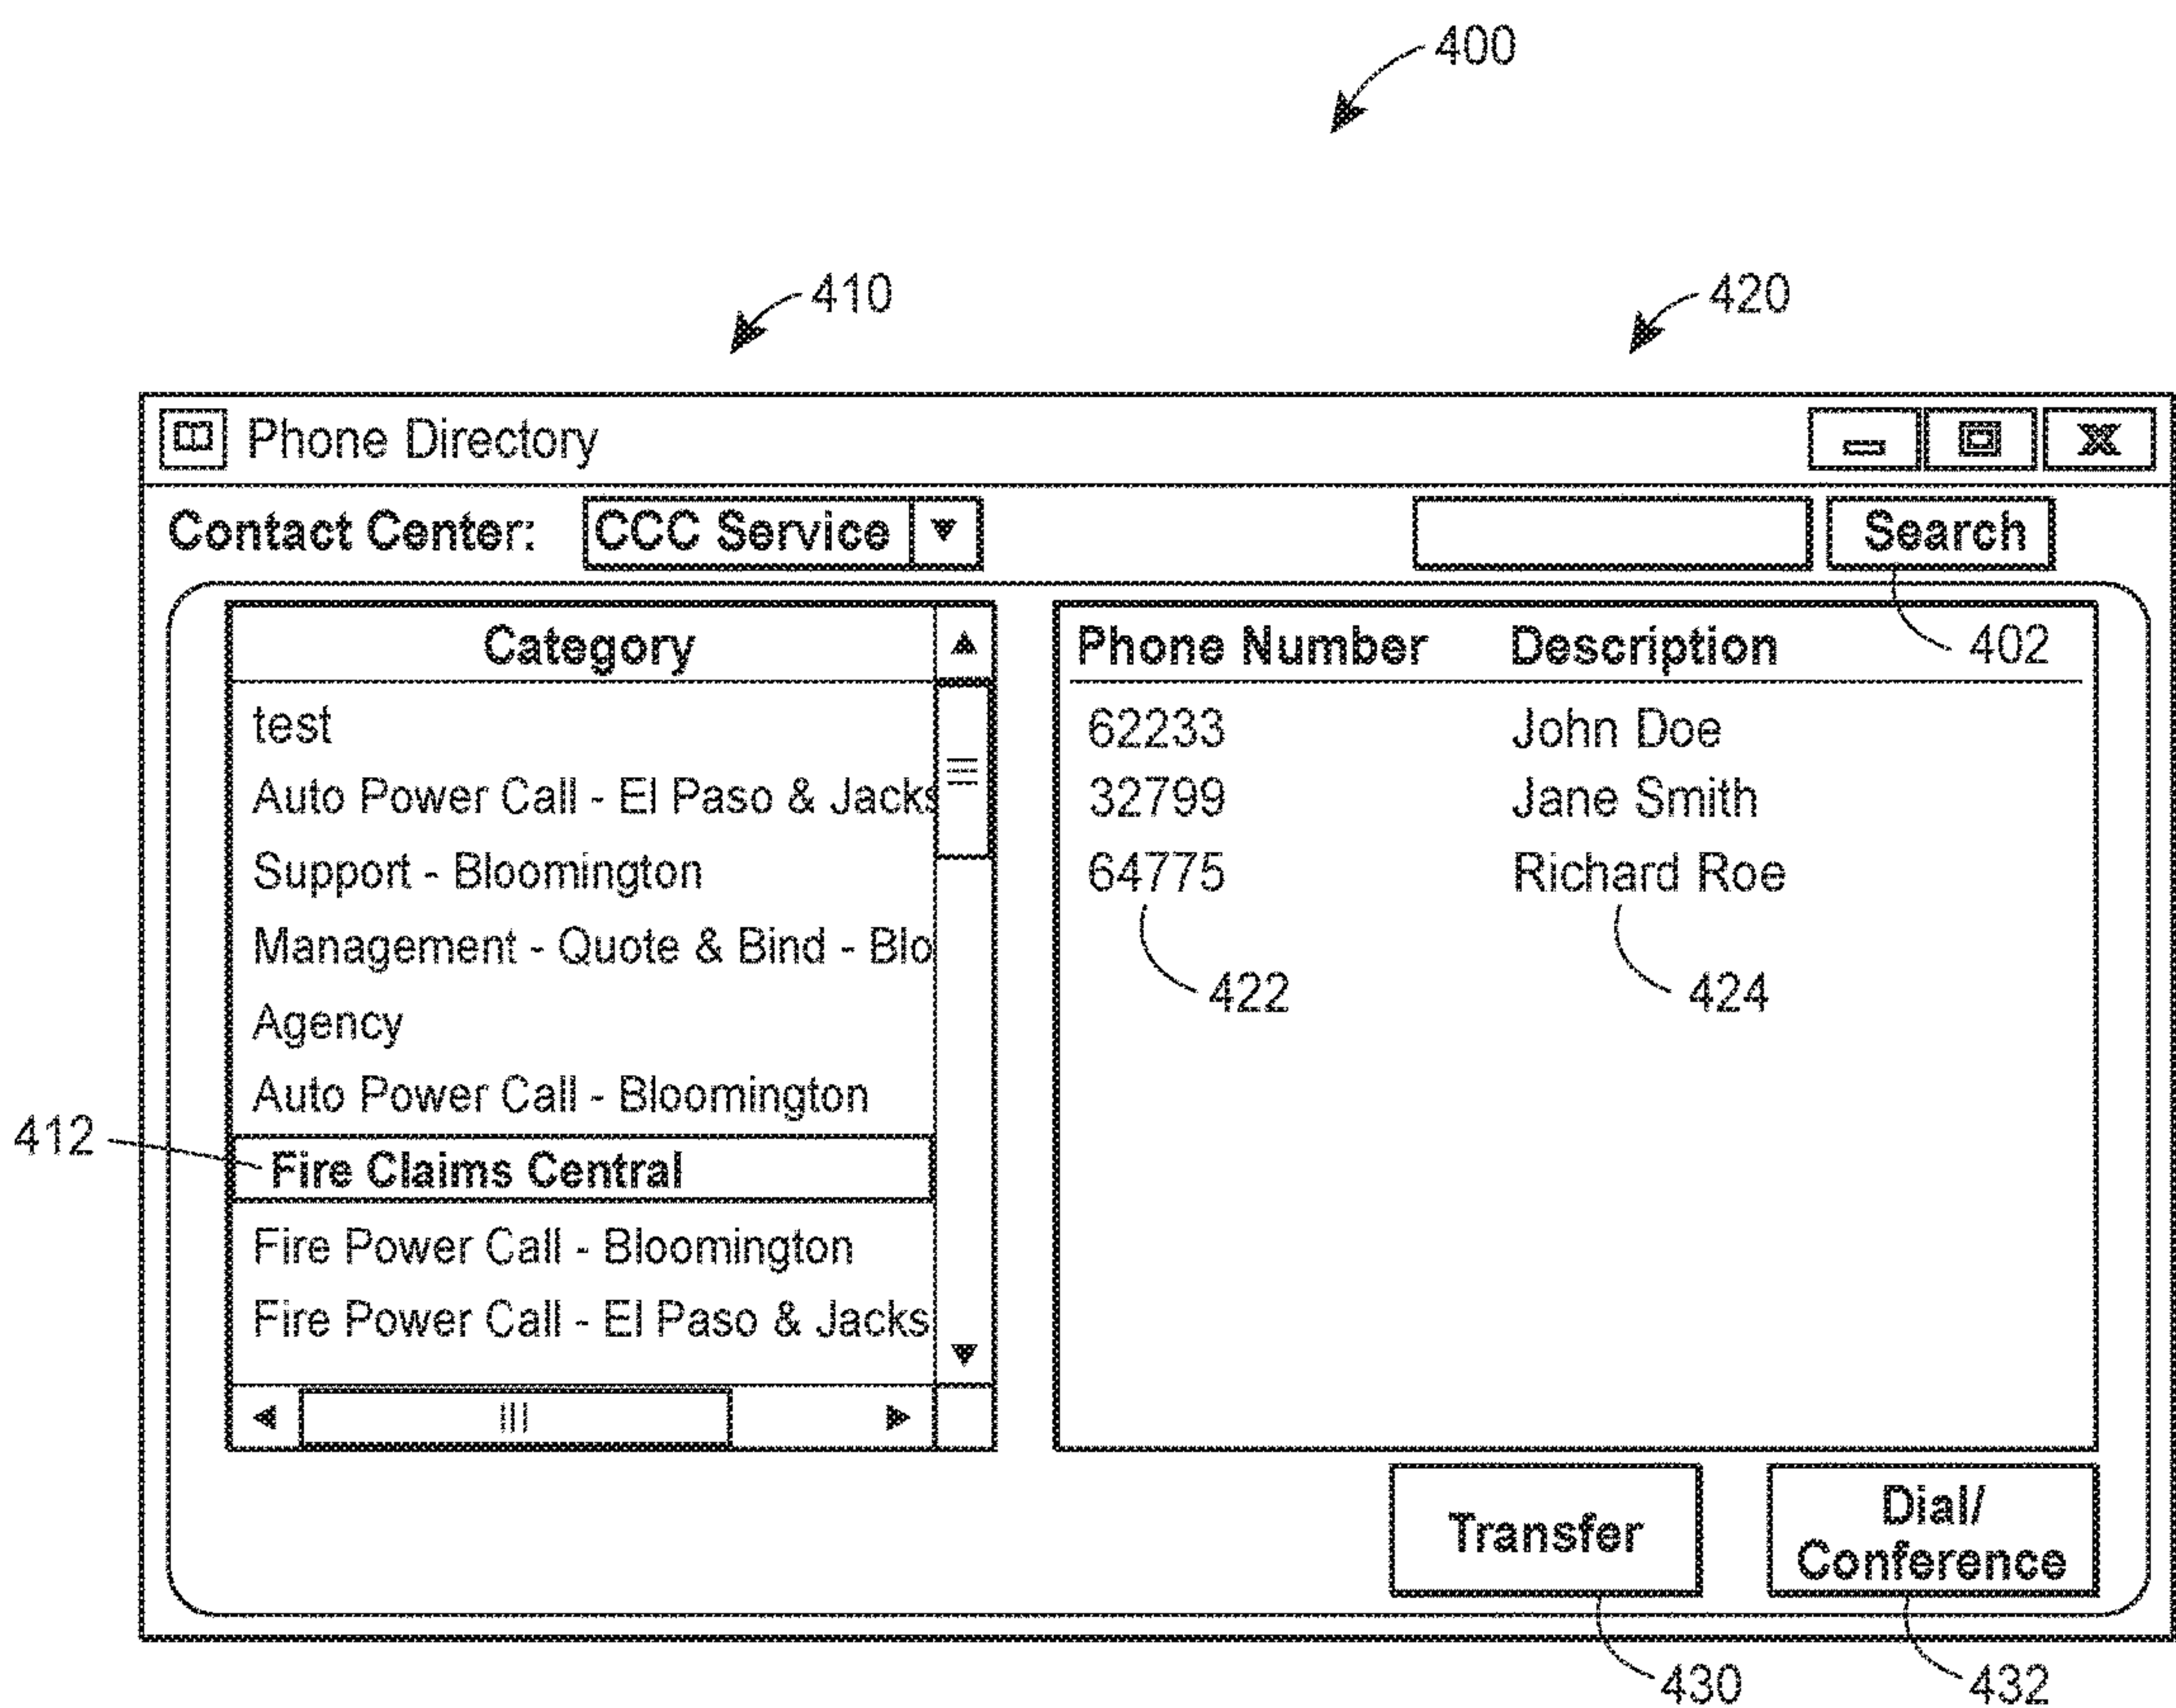 400
410
420
Phone Directory
Contact Center: CCC Service Search
Category
Phone Number Description 402
test
62233 John Doe
Auto Power Call - El Paso & Jacks
32799 Jane Smith
Support - Bloomington
64775 Richard Roe
Management - Quote & Bind - Blo
422 424
Agency
Auto Power Call - Bloomington
412 Fire Claims Central
Fire Power Call - Bloomington
Fire Power Call - El Paso & Jacks
Transfer
Dial/
Conference
430 432